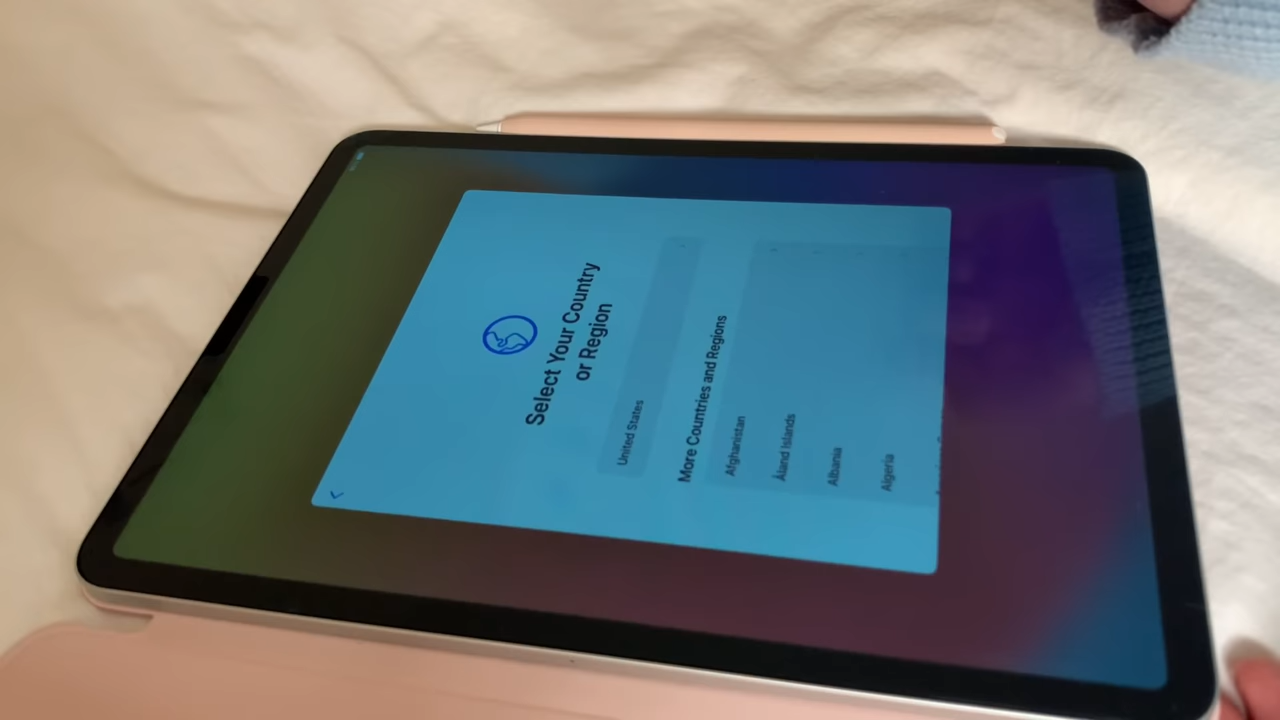 Select Your Country
or Region
United States
More Countries and Regions
Afghanistan
Åland Islands
Albania
Algeria